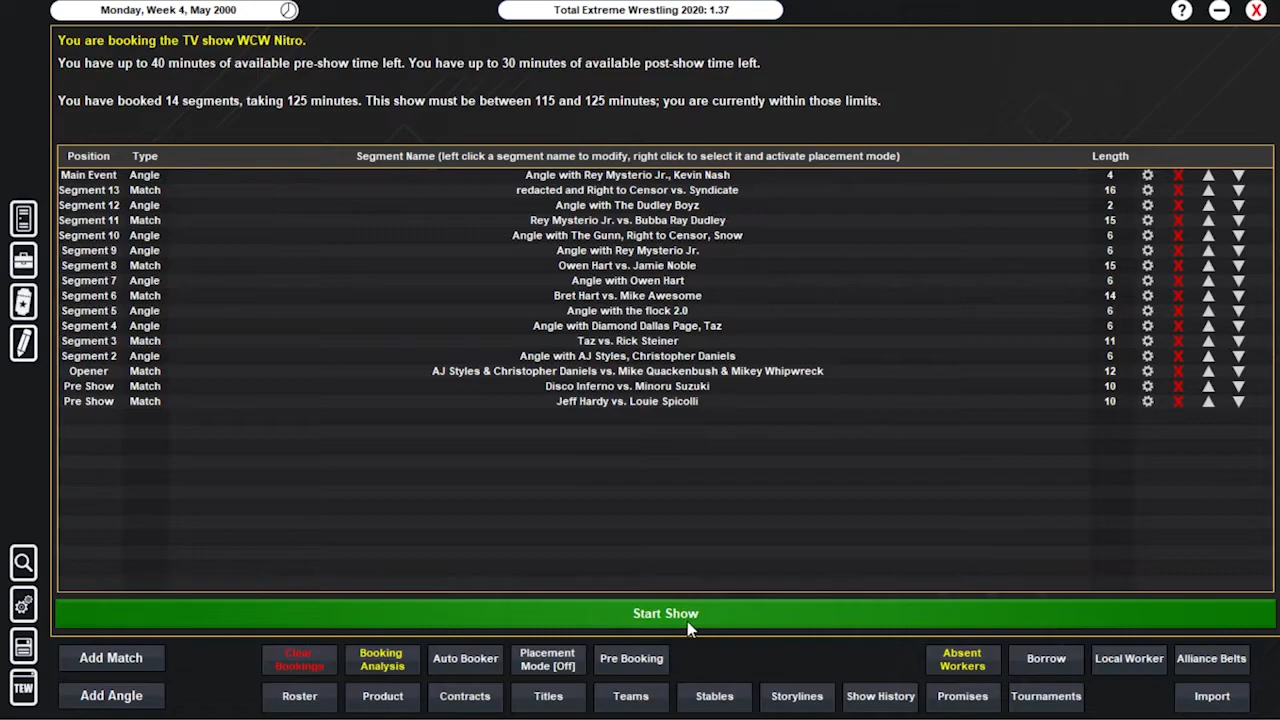 Monday, Week 4, May 2000
Total Extreme Wrestling 2020: 1.37
?
X
You are booking the TV show WCW Nitro.
You have up to 40 minutes of available pre-show time left. You have up to 30 minutes of available post-show time left.
You have booked 14 segments, taking 125 minutes. This show must be between 115 and 125 minutes; you are currently within those limits.
Position Type Segment Name (left click a segment name to modify, right click to select it and activate placement mode) Length
Main Event Angle Angle with Rey Mysterio Jr., Kevin Nash 4 X
Segment 13 Match redacted and Right to Censor vs. Syndicate 16 X
Segment 12 Angle Angle with The Dudley Boyz 2 X
Segment 11 Match Rey Mysterio Jr. vs. Bubba Ray Dudley 15 X
Segment 10 Angle Angle with The Gunn, Right to Censor, Snow 6 X
Segment 9 Angle Angle with Rey Mysterio Jr. 6 X
Segment 8 Match Owen Hart vs. Jamie Noble 15 X
Segment 7 Angle Angle with Owen Hart 6 X
Segment 6 Match Bret Hart vs. Mike Awesome 14 X
Segment 5 Angle Angle with the flock 2.0 6 X
Segment 4 Angle Angle with Diamond Dallas Page, Taz 6 X
Segment 3 Match Taz vs. Rick Steiner 11 X
Segment 2 Angle Angle with AJ Styles, Christopher Daniels 6 X
Opener Match AJ Styles & Christopher Daniels vs. Mike Quackenbush & Mikey Whipwreck 12 X
Pre Show Match Disco Inferno vs. Minoru Suzuki 10 X
Pre Show Match Jeff Hardy vs. Louie Spicolli 10 X
Start Show
Add Match
Clear Bookings
Booking Analysis
Auto Booker
Placement Mode [Off]
Pre Booking
Absent Workers
Borrow
Local Worker
Alliance Belts
TEW
Add Angle
Roster
Product
Contracts
Titles
Teams
Stables
Storylines
Show History
Promises
Tournaments
Import